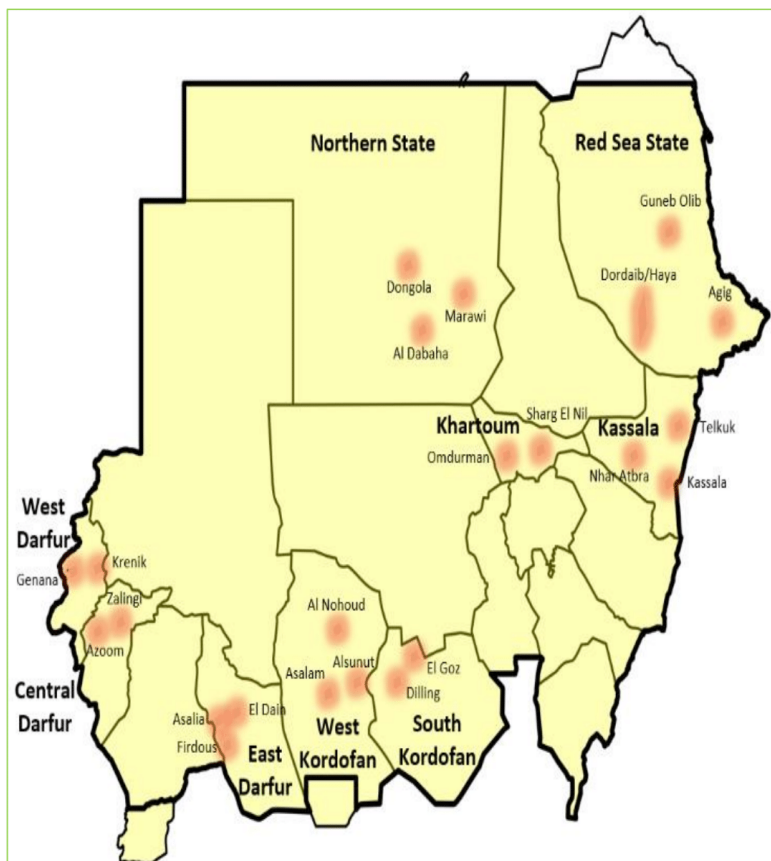 Northern State
Red Sea State
Guneb Olib
Dongola
Dordaib/Haya
Agig
Marawi
Al Dabaha
Sharg El Nil
Khartoum
Kassala
Telkuk
Omdurman
Nhar Atbra
Kassala
West
Darfur
Genana
Krenik
Zalingi
Azoom
Al Nohoud
Alsunut
Asalam
El Goz
Dilling
Central
Darfur
Asalia
El Dain
Firdous
East
Darfur
West
Kordofan
South
Kordofan